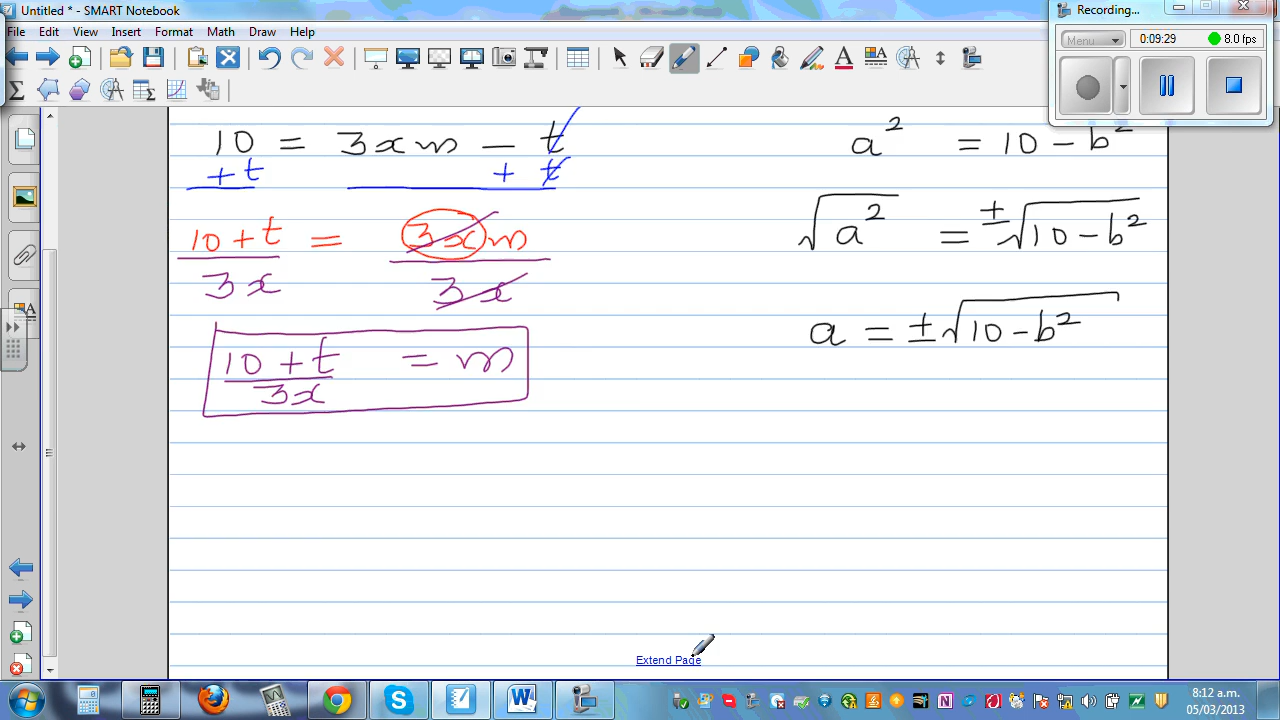 Untitled * - SMART Notebook
File Edit View Insert Format Math Draw Help
Recording...
Menu
0:09:29
8.0 fps
10 = 3xm - t
+t + t
10+t = 3xm
3x 3x
10+t = m
3x
a² = 10 - b²
√a² = ±√10 - b²
a = ±√10 - b²
Extend Page
8:12 a.m.
05/03/2013